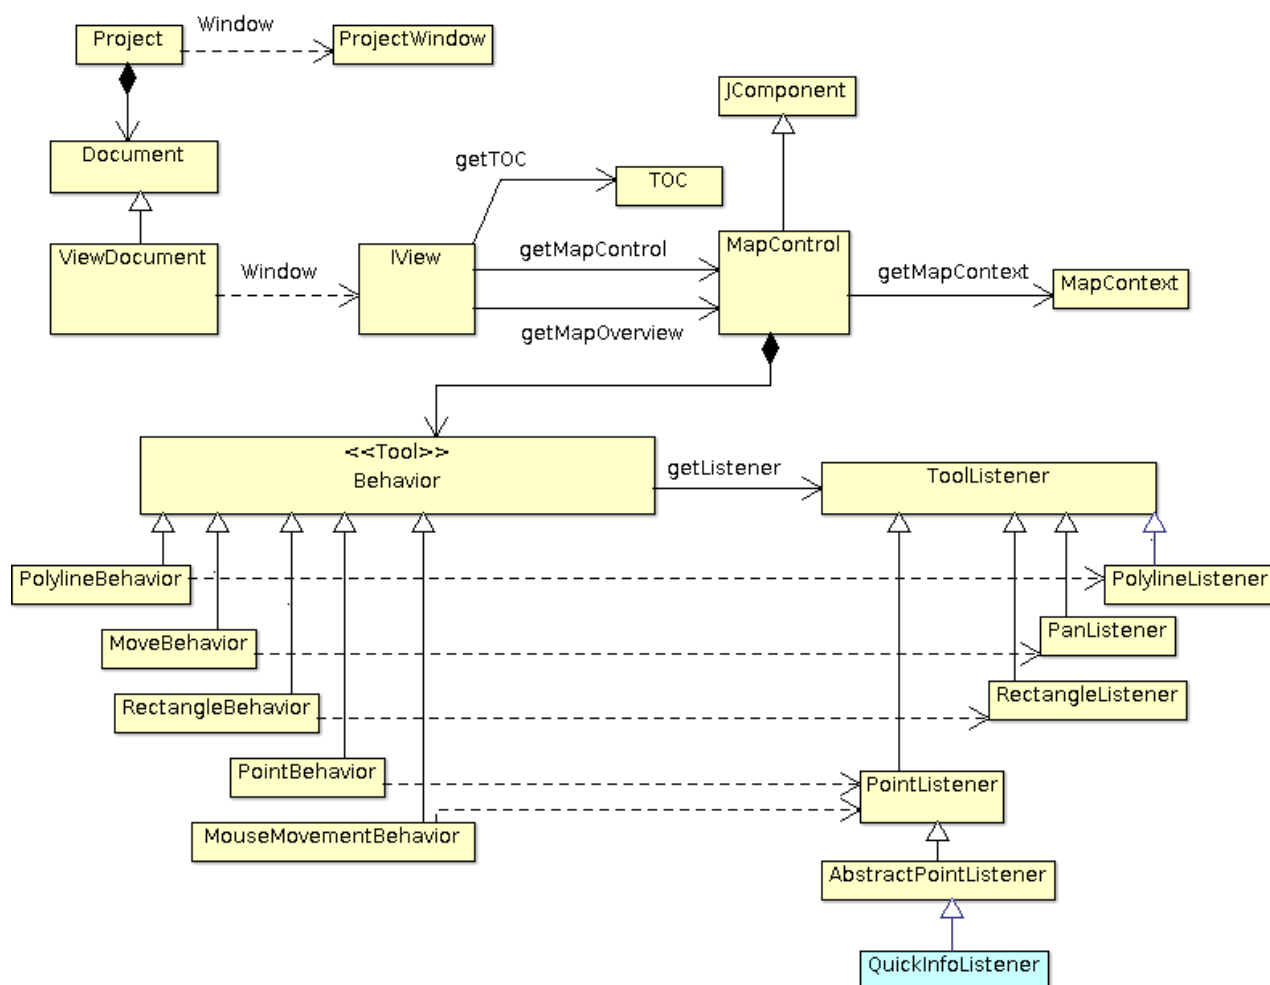 Window
Project
ProjectWindow
JComponent
Document
getTOC
TOC
ViewDocument
Window
IView
getMapControl
getMapOverview
MapControl
getMapContext
MapContext
<<Tool>>
Behavior
getListener
ToolListener
PolylineBehavior
PolylineListener
MoveBehavior
PanListener
RectangleBehavior
RectangleListener
PointBehavior
PointListener
MouseMovementBehavior
AbstractPointListener
QuickInfoListener